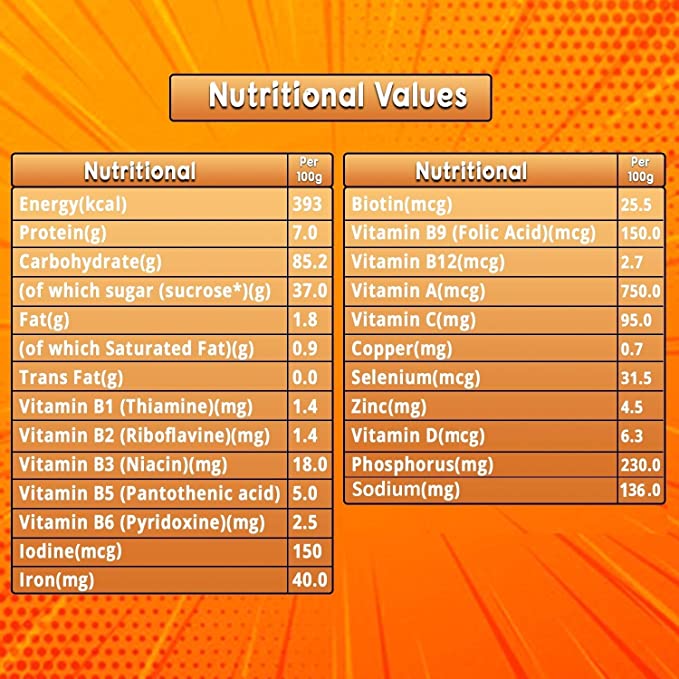 Nutritional Values
Nutritional Per 100g
Energy(kcal) 393
Protein(g) 7.0
Carbohydrate(g) 85.2
(of which sugar (sucrose*)(g) 37.0
Fat(g) 1.8
(of which Saturated Fat)(g) 0.9
Trans Fat(g) 0.0
Vitamin B1 (Thiamine)(mg) 1.4
Vitamin B2 (Riboflavine)(mg) 1.4
Vitamin B3 (Niacin)(mg) 18.0
Vitamin B5 (Pantothenic acid) 5.0
Vitamin B6 (Pyridoxine)(mg) 2.5
Iodine(mcg) 150
Iron(mg) 40.0
Nutritional Per 100g
Biotin(mcg) 25.5
Vitamin B9 (Folic Acid)(mcg) 150.0
Vitamin B12(mcg) 2.7
Vitamin A(mcg) 750.0
Vitamin C(mg) 95.0
Copper(mg) 0.7
Selenium(mcg) 31.5
Zinc(mg) 4.5
Vitamin D(mcg) 6.3
Phosphorus(mg) 230.0
Sodium(mg) 136.0